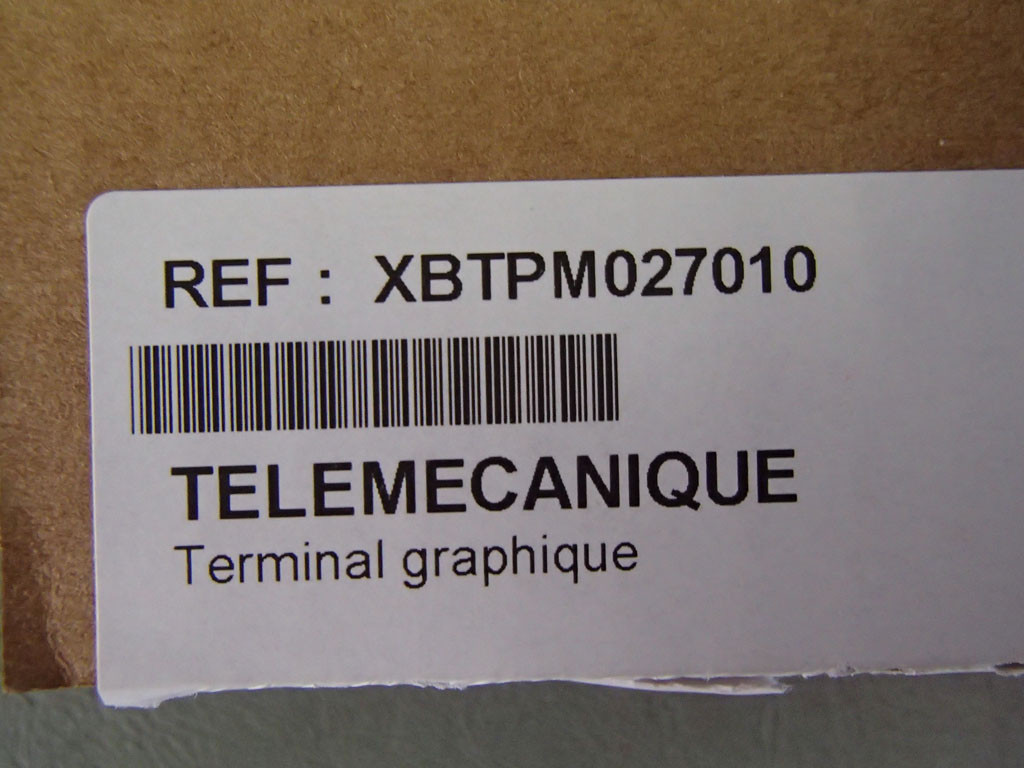 REF : XBTPM027010
TELEMECANIQUE
Terminal graphique